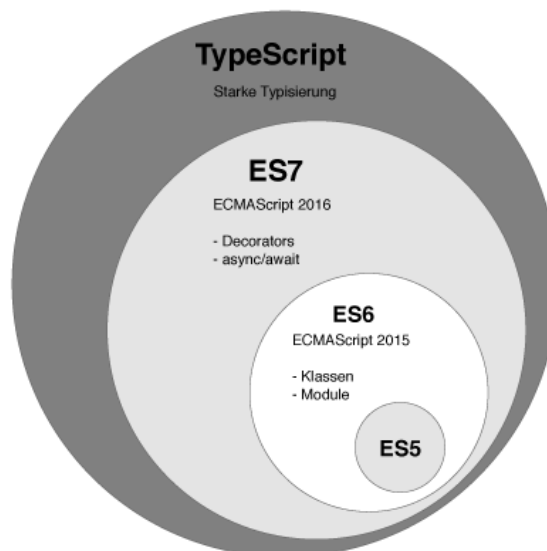 TypeScript
Starke Typisierung
ES7
ECMAScript 2016
- Decorators
- async/await
ES6
ECMAScript 2015
- Klassen
- Module
ES5